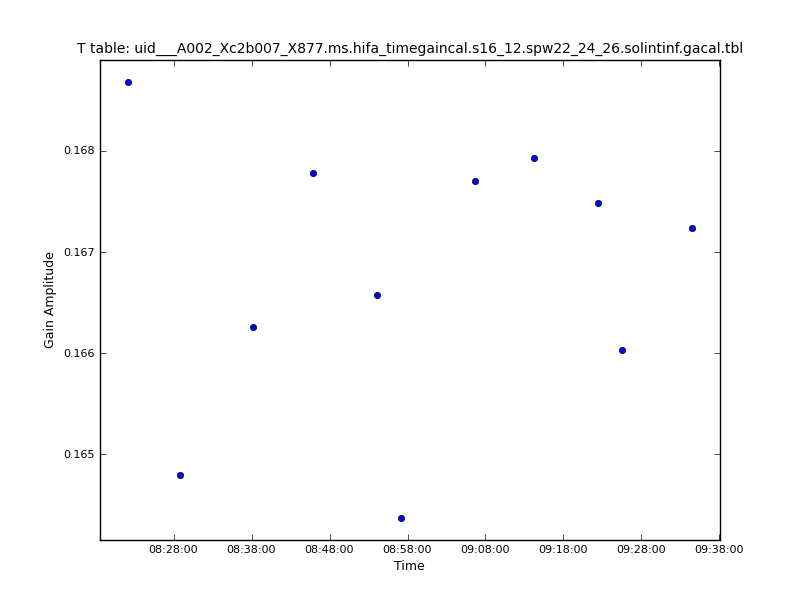 T table: uid___A002_Xc2b007_X877.ms.hifa_timegaincal.s16_12.spw22_24_26.solintinf.gacal.tbl
Gain Amplitude
0.168
0.167
0.166
0.165
08:28:00 08:38:00 08:48:00 08:58:00 09:08:00 09:18:00 09:28:00 09:38:00
Time